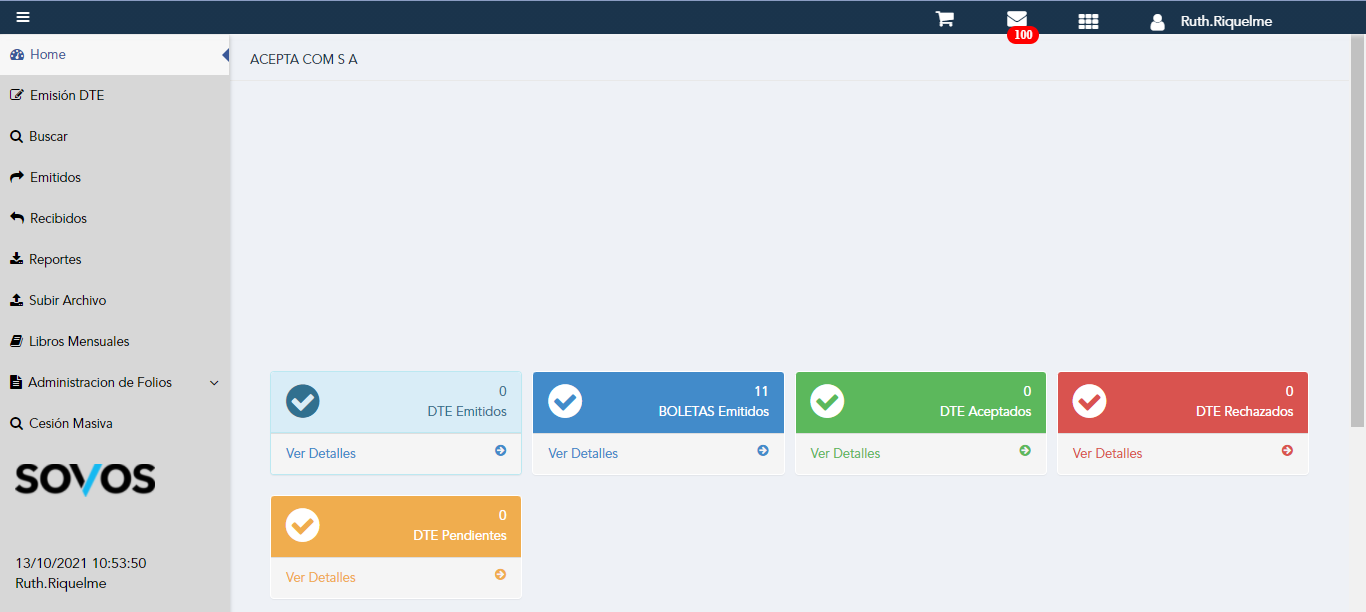 100
Ruth.Riquelme
Home
Emisión DTE
Buscar
Emitidos
Recibidos
Reportes
Subir Archivo
Libros Mensuales
Administracion de Folios
Cesión Masiva
SOVOS
13/10/2021 10:53:50
Ruth.Riquelme
ACEPTA COM S A
0
DTE Emitidos
Ver Detalles
11
BOLETAS Emitidos
Ver Detalles
0
DTE Aceptados
Ver Detalles
0
DTE Rechazados
Ver Detalles
0
DTE Pendientes
Ver Detalles